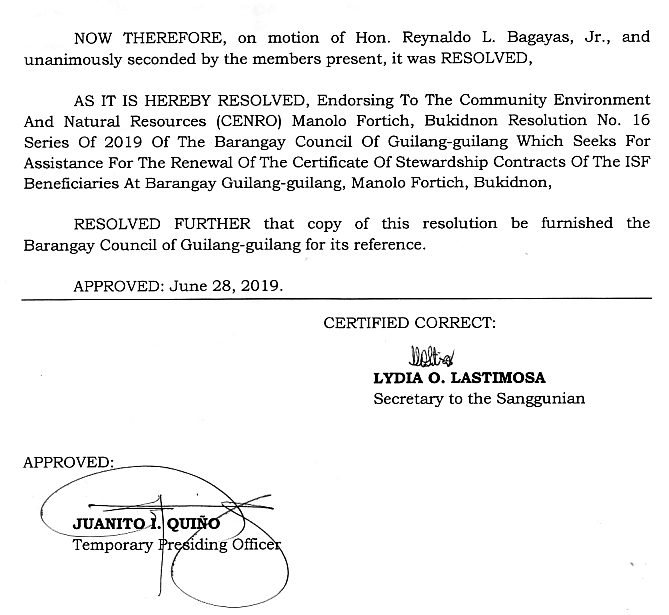 NOW THEREFORE, on motion of Hon. Reynaldo L. Bagayas, Jr., and
unanimously seconded by the members present, it was RESOLVED,
AS IT IS HEREBY RESOLVED, Endorsing To The Community Environment
And Natural Resources (CENRO) Manolo Fortich, Bukidnon Resolution No. 16
Series Of 2019 Of The Barangay Council Of Guilang-guilang Which Seeks For
Assistance For The Renewal Of The Certificate Of Stewardship Contracts Of The ISF
Beneficiaries At Barangay Guilang-guilang, Manolo Fortich, Bukidnon,
RESOLVED FURTHER that copy of this resolution be furnished the
Barangay Council of Guilang-guilang for its reference.
APPROVED: June 28, 2019.
CERTIFIED CORRECT:
LYDIA O. LASTIMOSA
Secretary to the Sanggunian
APPROVED:
JUANITO I. QUIÑO
Temporary Presiding Officer